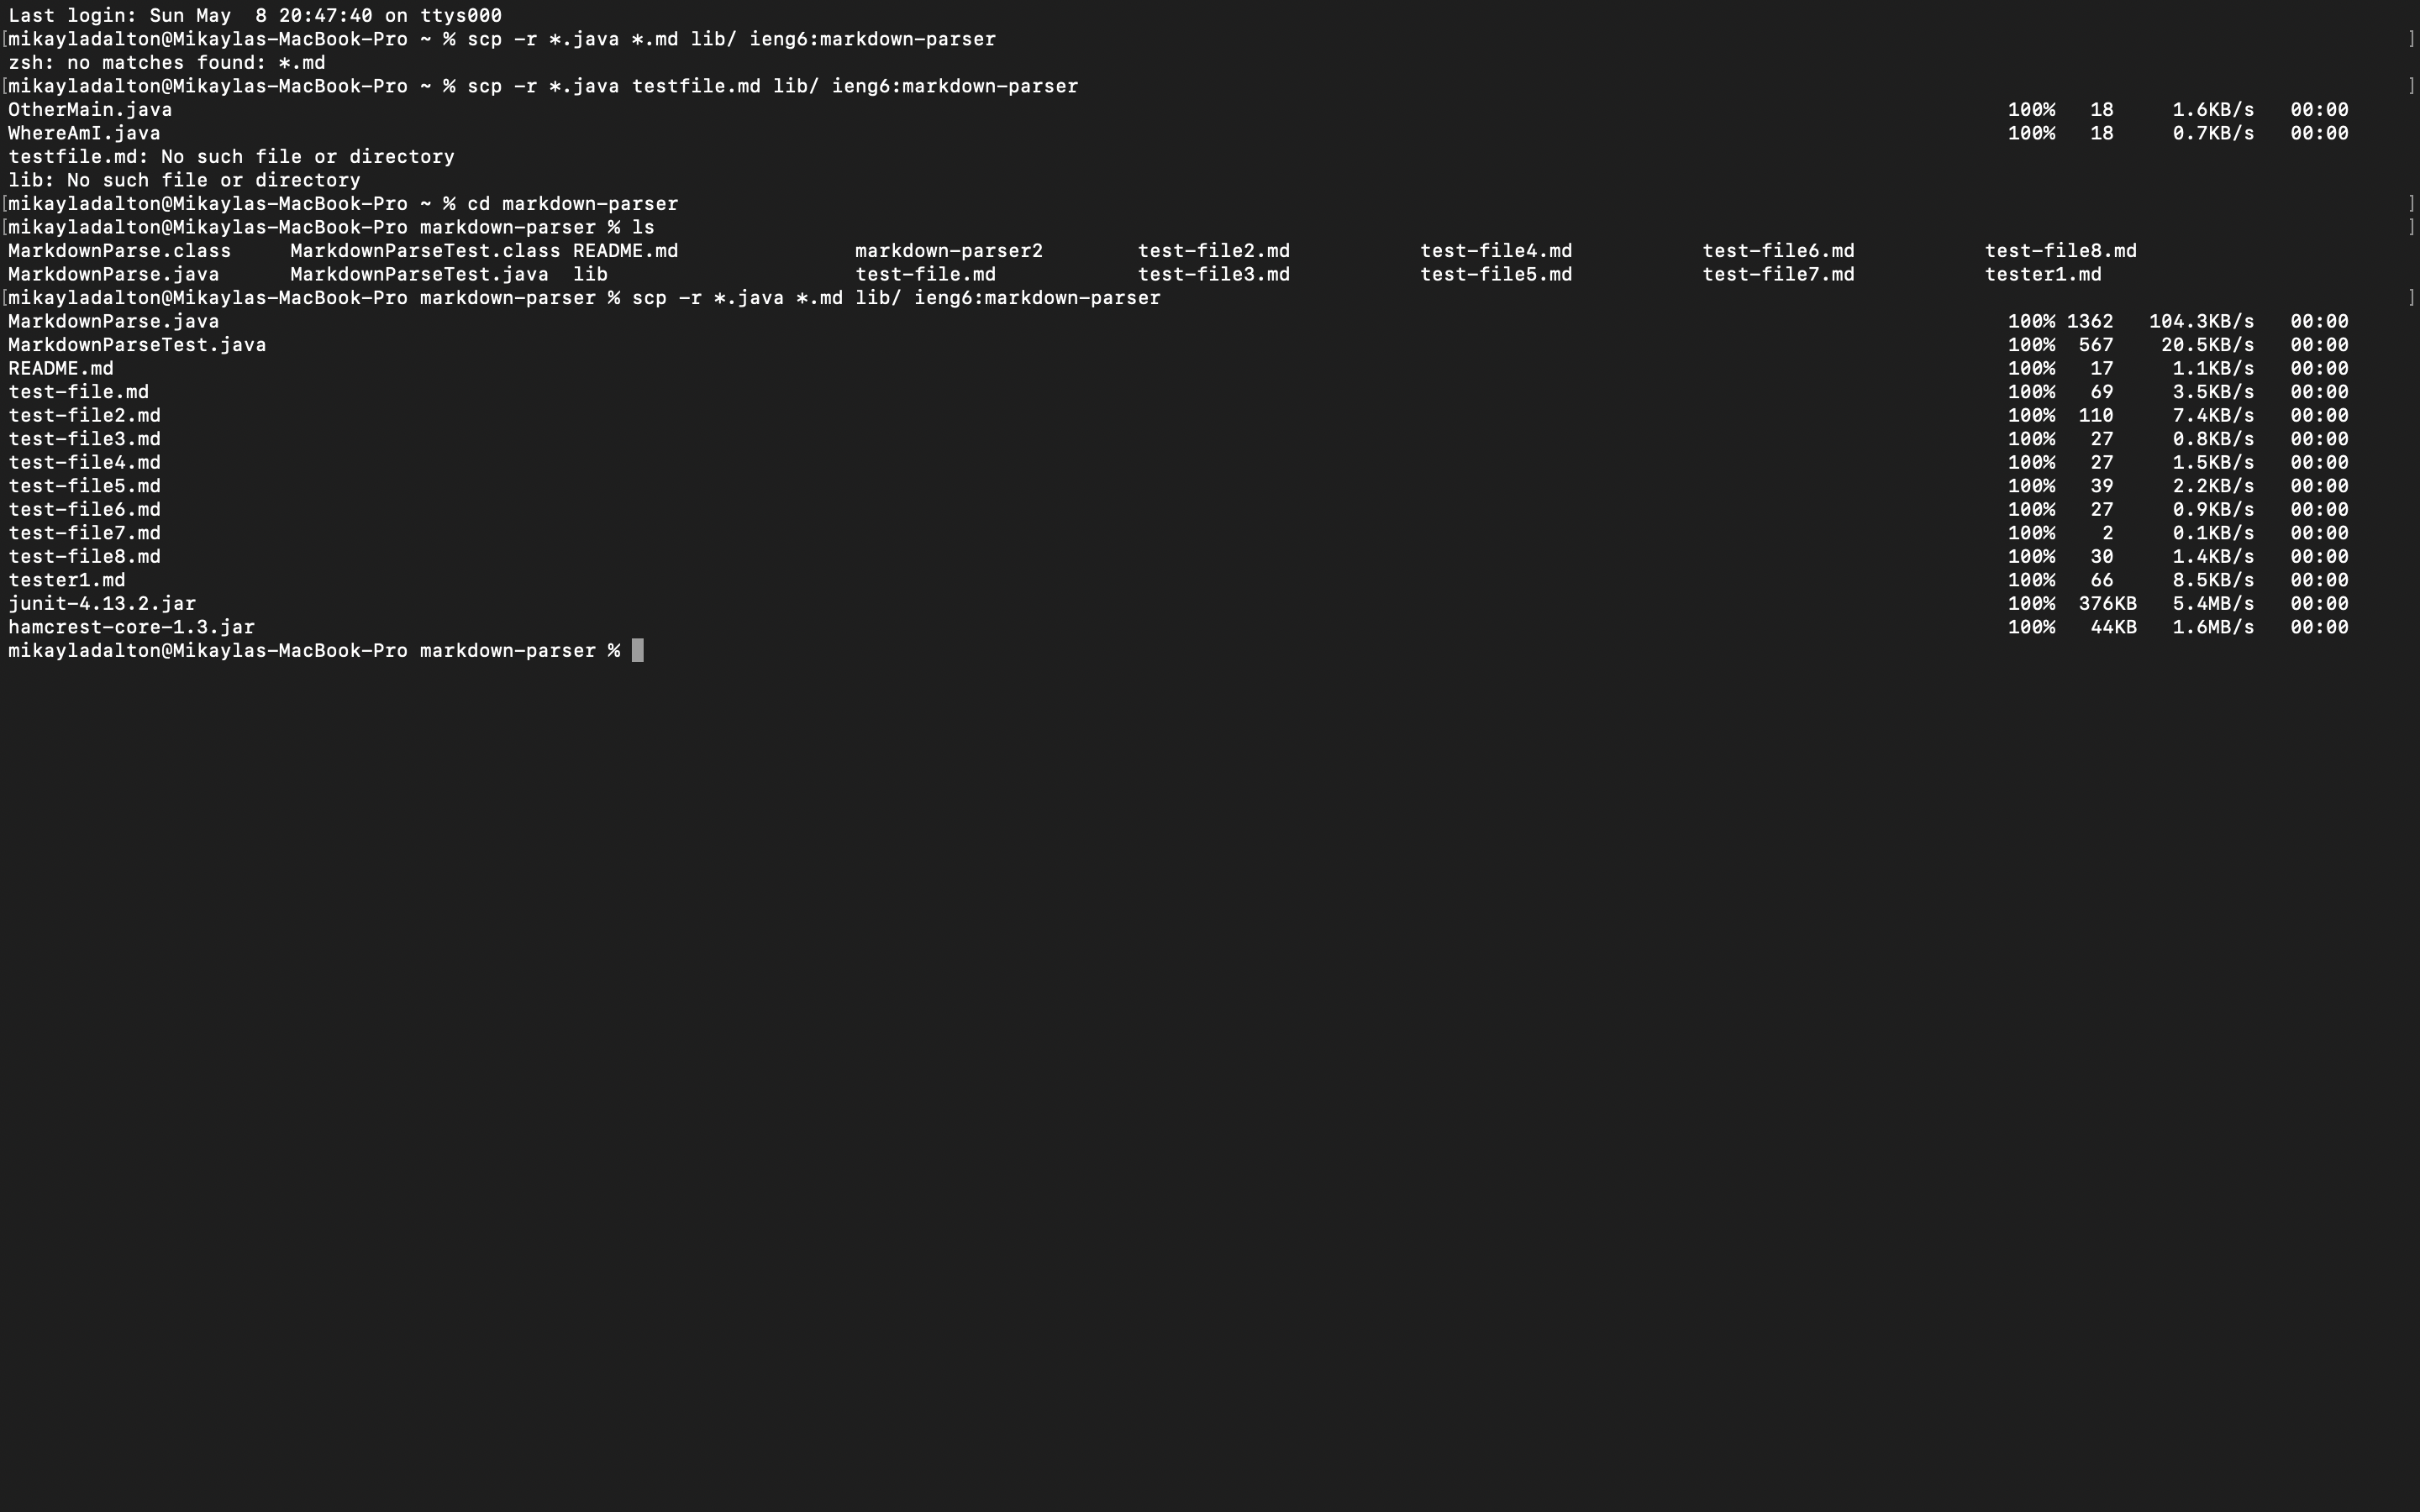 Last login: Sun May  8 20:47:40 on ttys000
[mikayladalton@Mikaylas-MacBook-Pro ~ % scp -r *.java *.md lib/ ieng6:markdown-parser ]
zsh: no matches found: *.md
[mikayladalton@Mikaylas-MacBook-Pro ~ % scp -r *.java testfile.md lib/ ieng6:markdown-parser ]
OtherMain.java 100% 18 1.6KB/s 00:00
WhereAmI.java 100% 18 0.7KB/s 00:00
testfile.md: No such file or directory
lib: No such file or directory
[mikayladalton@Mikaylas-MacBook-Pro ~ % cd markdown-parser ]
[mikayladalton@Mikaylas-MacBook-Pro markdown-parser % ls ]
MarkdownParse.class MarkdownParseTest.class README.md markdown-parser2 test-file2.md test-file4.md test-file6.md test-file8.md
MarkdownParse.java MarkdownParseTest.java lib test-file.md test-file3.md test-file5.md test-file7.md tester1.md
[mikayladalton@Mikaylas-MacBook-Pro markdown-parser % scp -r *.java *.md lib/ ieng6:markdown-parser ]
MarkdownParse.java 100% 1362 104.3KB/s 00:00
MarkdownParseTest.java 100% 567 20.5KB/s 00:00
README.md 100% 17 1.1KB/s 00:00
test-file.md 100% 69 3.5KB/s 00:00
test-file2.md 100% 110 7.4KB/s 00:00
test-file3.md 100% 27 0.8KB/s 00:00
test-file4.md 100% 27 1.5KB/s 00:00
test-file5.md 100% 39 2.2KB/s 00:00
test-file6.md 100% 27 0.9KB/s 00:00
test-file7.md 100% 2 0.1KB/s 00:00
test-file8.md 100% 30 1.4KB/s 00:00
tester1.md 100% 66 8.5KB/s 00:00
junit-4.13.2.jar 100% 376KB 5.4MB/s 00:00
hamcrest-core-1.3.jar 100% 44KB 1.6MB/s 00:00
mikayladalton@Mikaylas-MacBook-Pro markdown-parser %